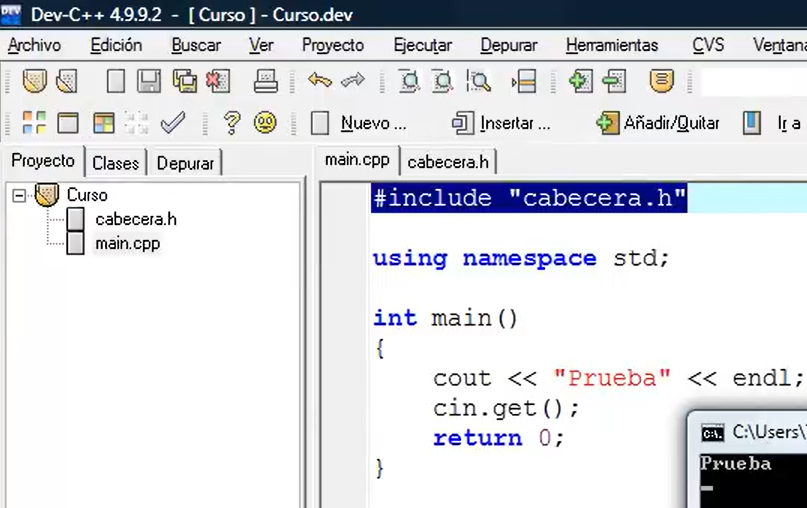 Dev-C++ 4.9.9.2 - [ Curso ] - Curso.dev
Archivo Edición Buscar Ver Proyecto Ejecutar Depurar Herramientas CVS
Nuevo ... Insertar ... Añadir/Quitar Ir a
Proyecto Clases Depurar
main.cpp cabecera.h
Curso
cabecera.h
main.cpp
#include "cabecera.h"
using namespace std;
int main()
{
cout << "Prueba" << endl;
cin.get();
return 0;
}
C:\Users\
Prueba